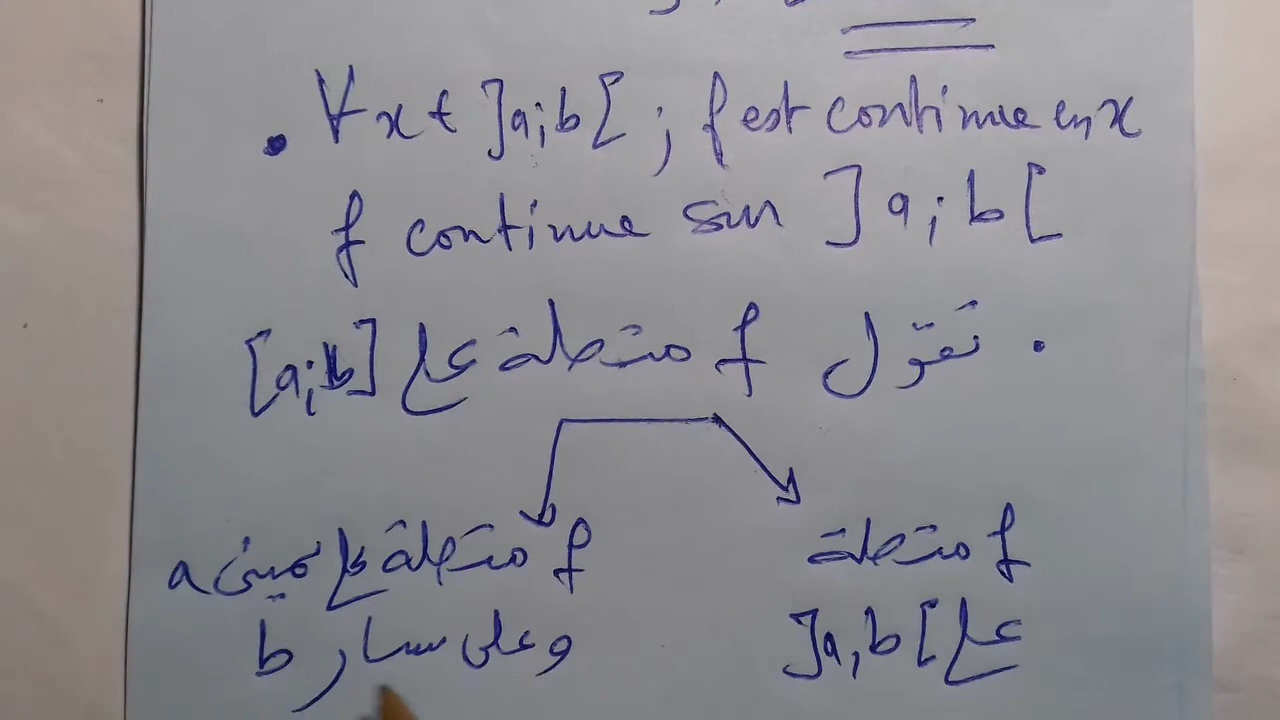 . ∀x ∈ ]a;b[ ; f est continue en x
f continue sur ]a;b[
. نقول f متصلة على [a;b]
f متصلة
على ]a,b[
f متصلة على يمين a
وعلى يسار b